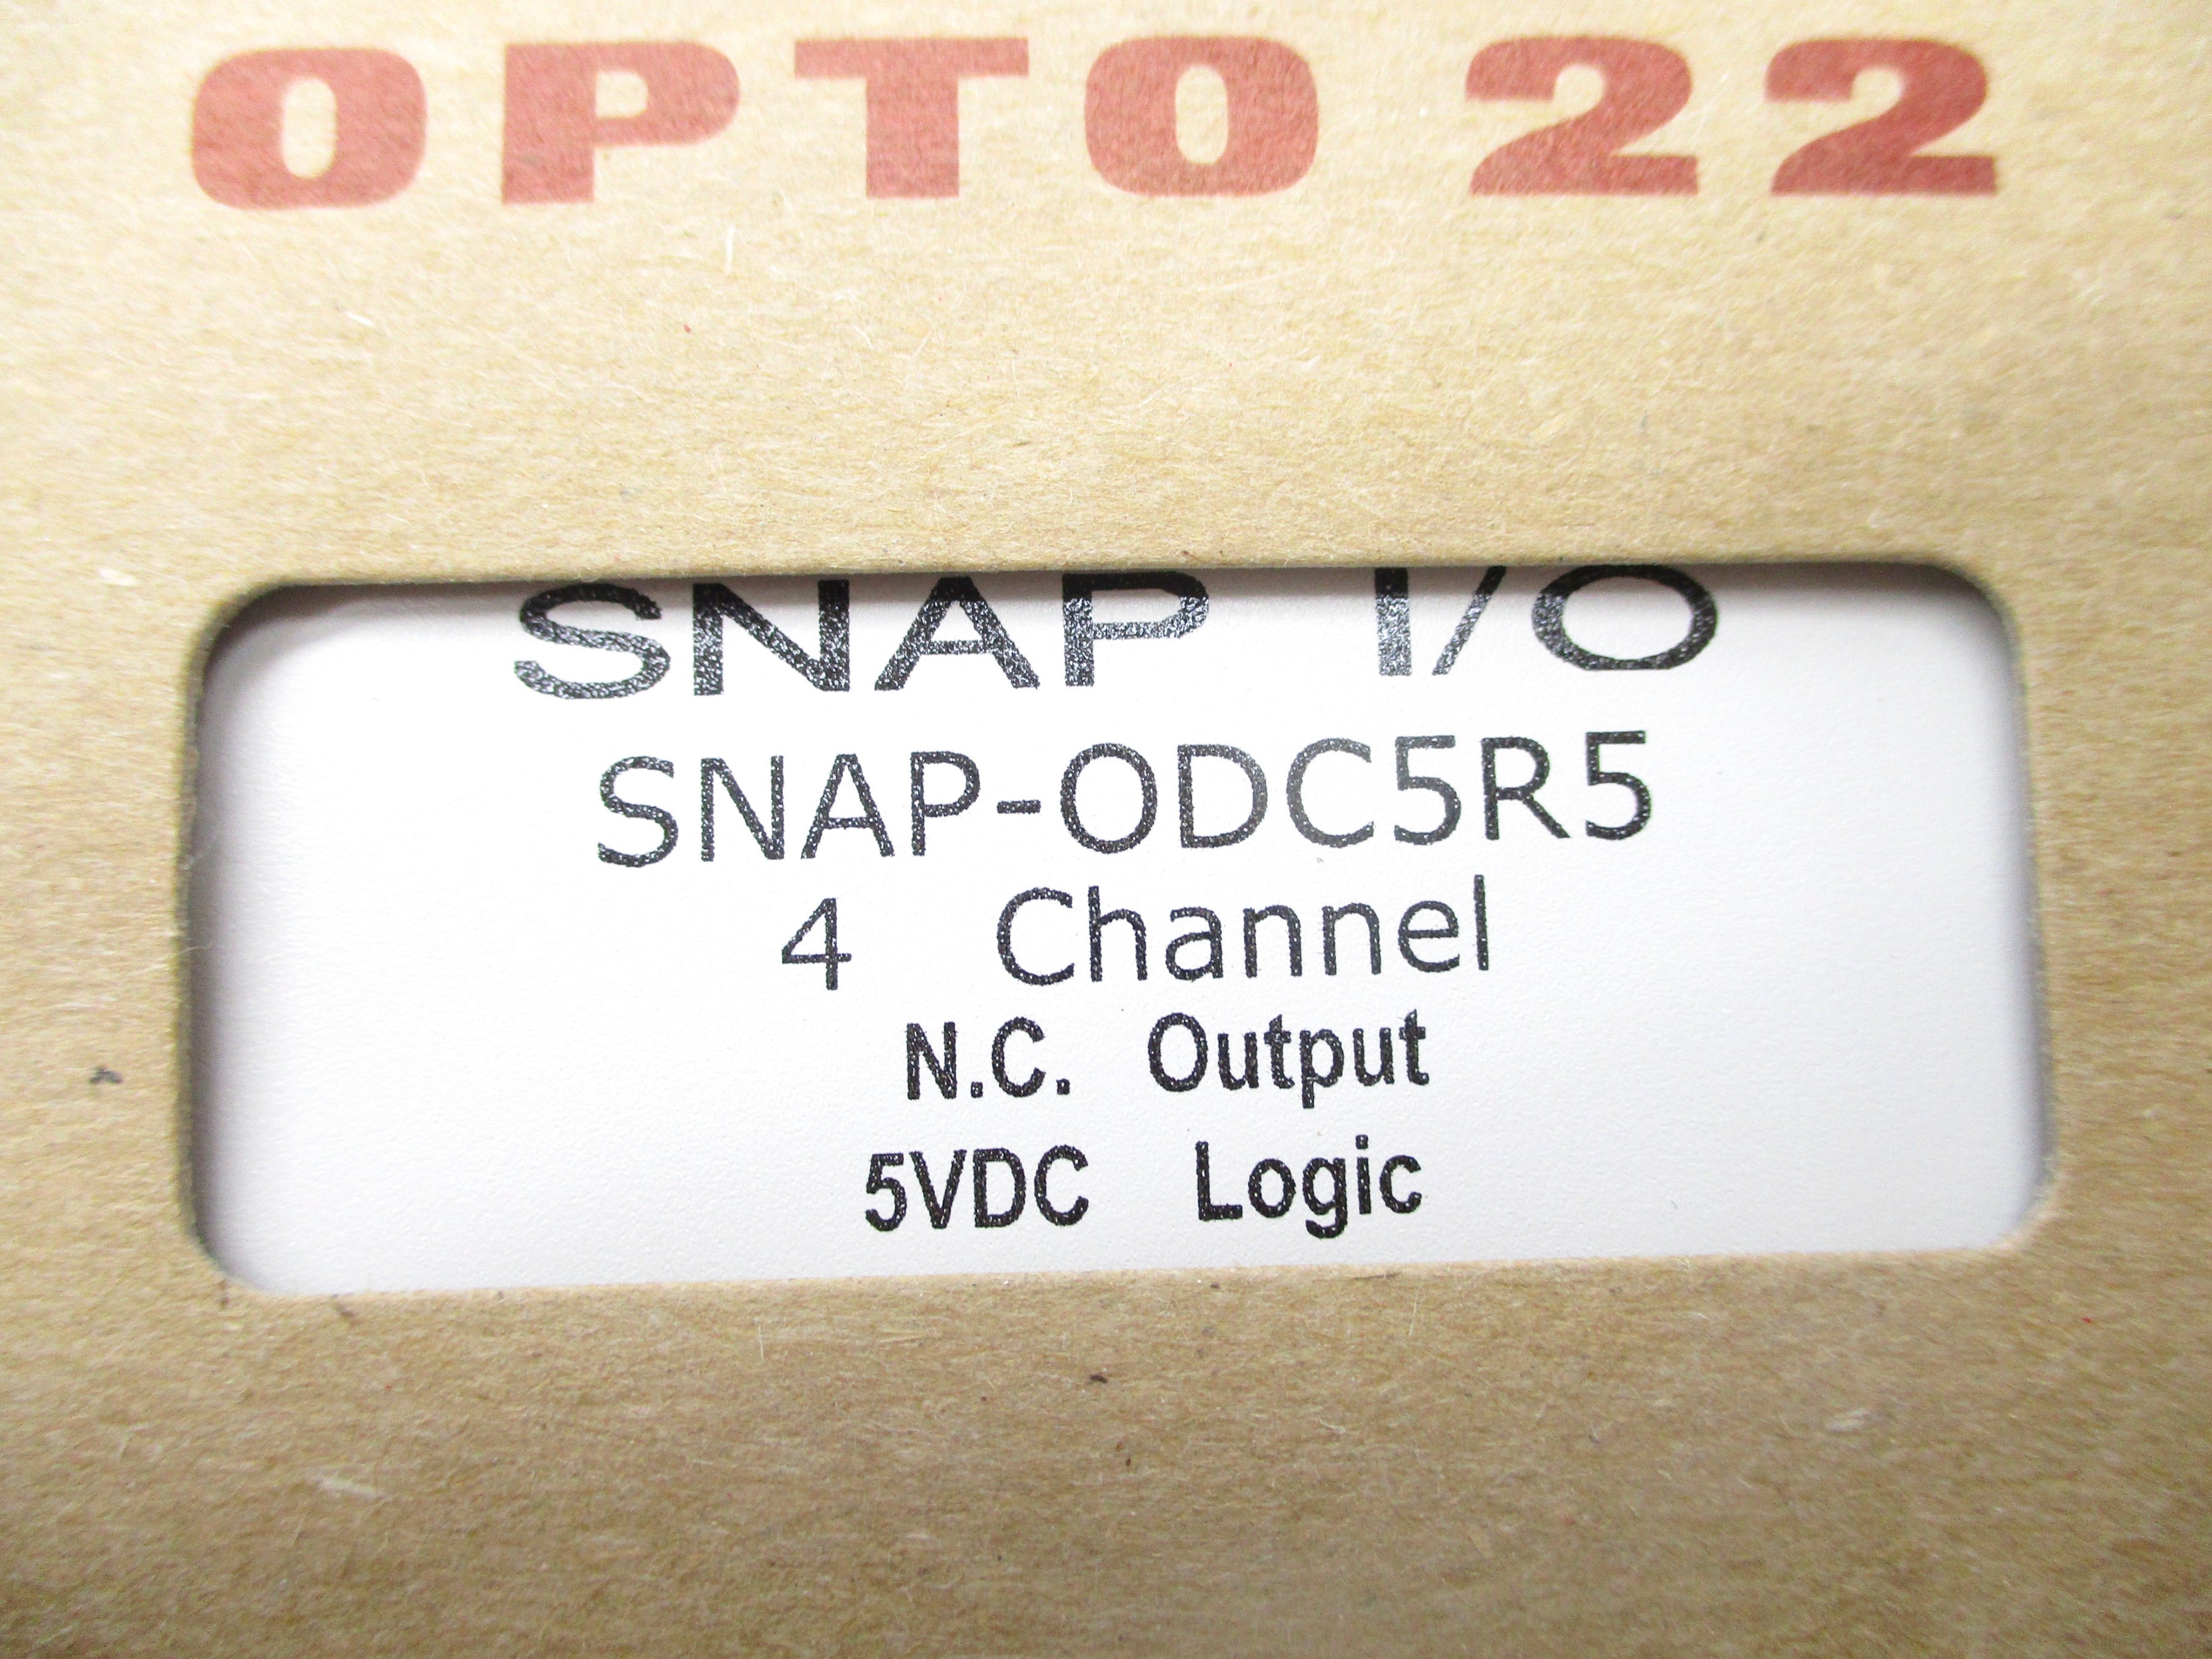 OPTO 22
SNAP I/O
SNAP-ODC5R5
4 Channel
N.C. Output
5VDC Logic